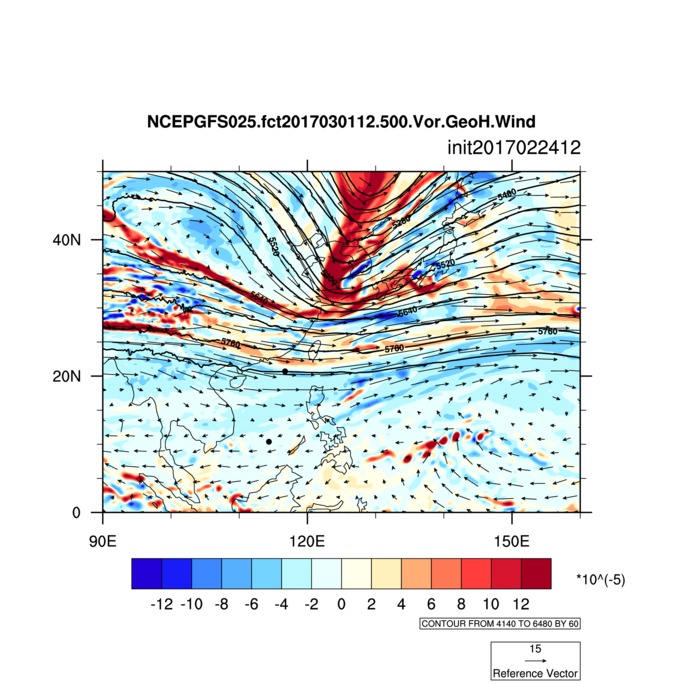 NCEPGFS025.fct2017030112.500.Vor.GeoH.Wind
init2017022412
5480
5280
40N
5520
5520
5640
5640
5760
5760
5760
20N
0
90E 120E 150E
-12 -10 -8 -6 -4 -2 0 2 4 6 8 10 12
*10^(-5)
CONTOUR FROM 4140 TO 6480 BY 60
15
Reference Vector